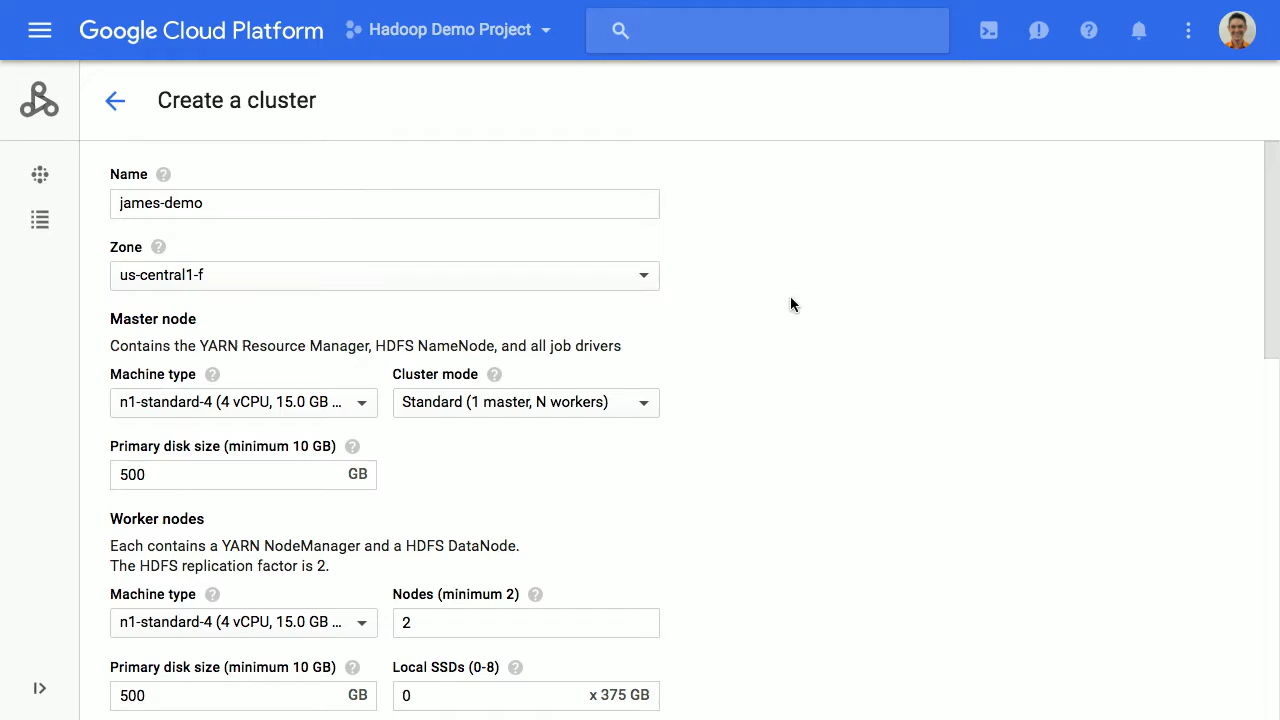 Google Cloud Platform
Hadoop Demo Project
Create a cluster
Name
james-demo
Zone
us-central1-f
Master node
Contains the YARN Resource Manager, HDFS NameNode, and all job drivers
Machine type Cluster mode
n1-standard-4 (4 vCPU, 15.0 GB ... Standard (1 master, N workers)
Primary disk size (minimum 10 GB)
500 GB
Worker nodes
Each contains a YARN NodeManager and a HDFS DataNode.
The HDFS replication factor is 2.
Machine type Nodes (minimum 2)
n1-standard-4 (4 vCPU, 15.0 GB ... 2
Primary disk size (minimum 10 GB) Local SSDs (0-8)
500 GB 0 x 375 GB